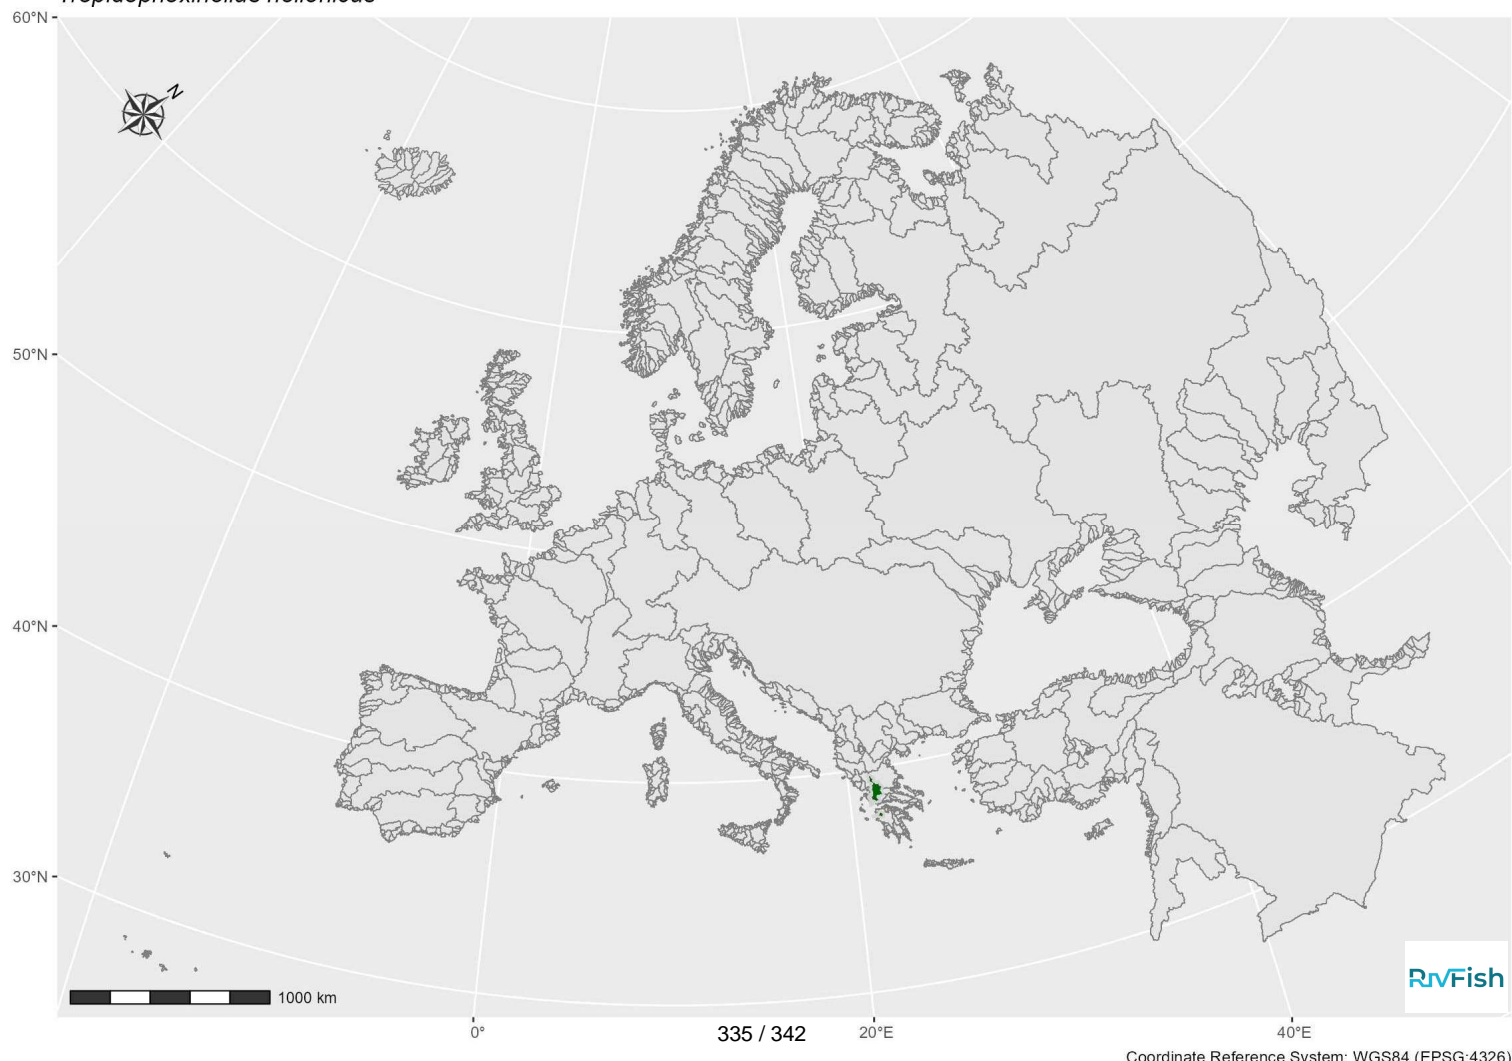 Tropidophoxinellus hellenicus
60°N
N
50°N
40°N
30°N
1000 km
RivFish
0°
335 / 342
20°E
40°E
Coordinate Reference System: WGS84 (EPSG:4326)